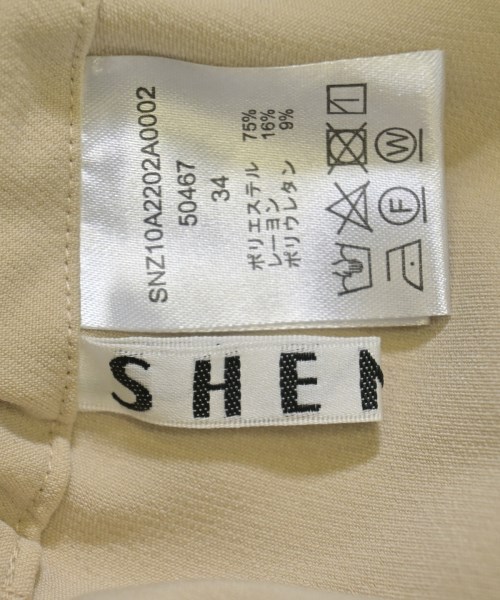 SNZ10A2202A0002
50467
34
ポリエステル 75%
レーヨン 16%
ポリウレタン 9%
W
F
SHE